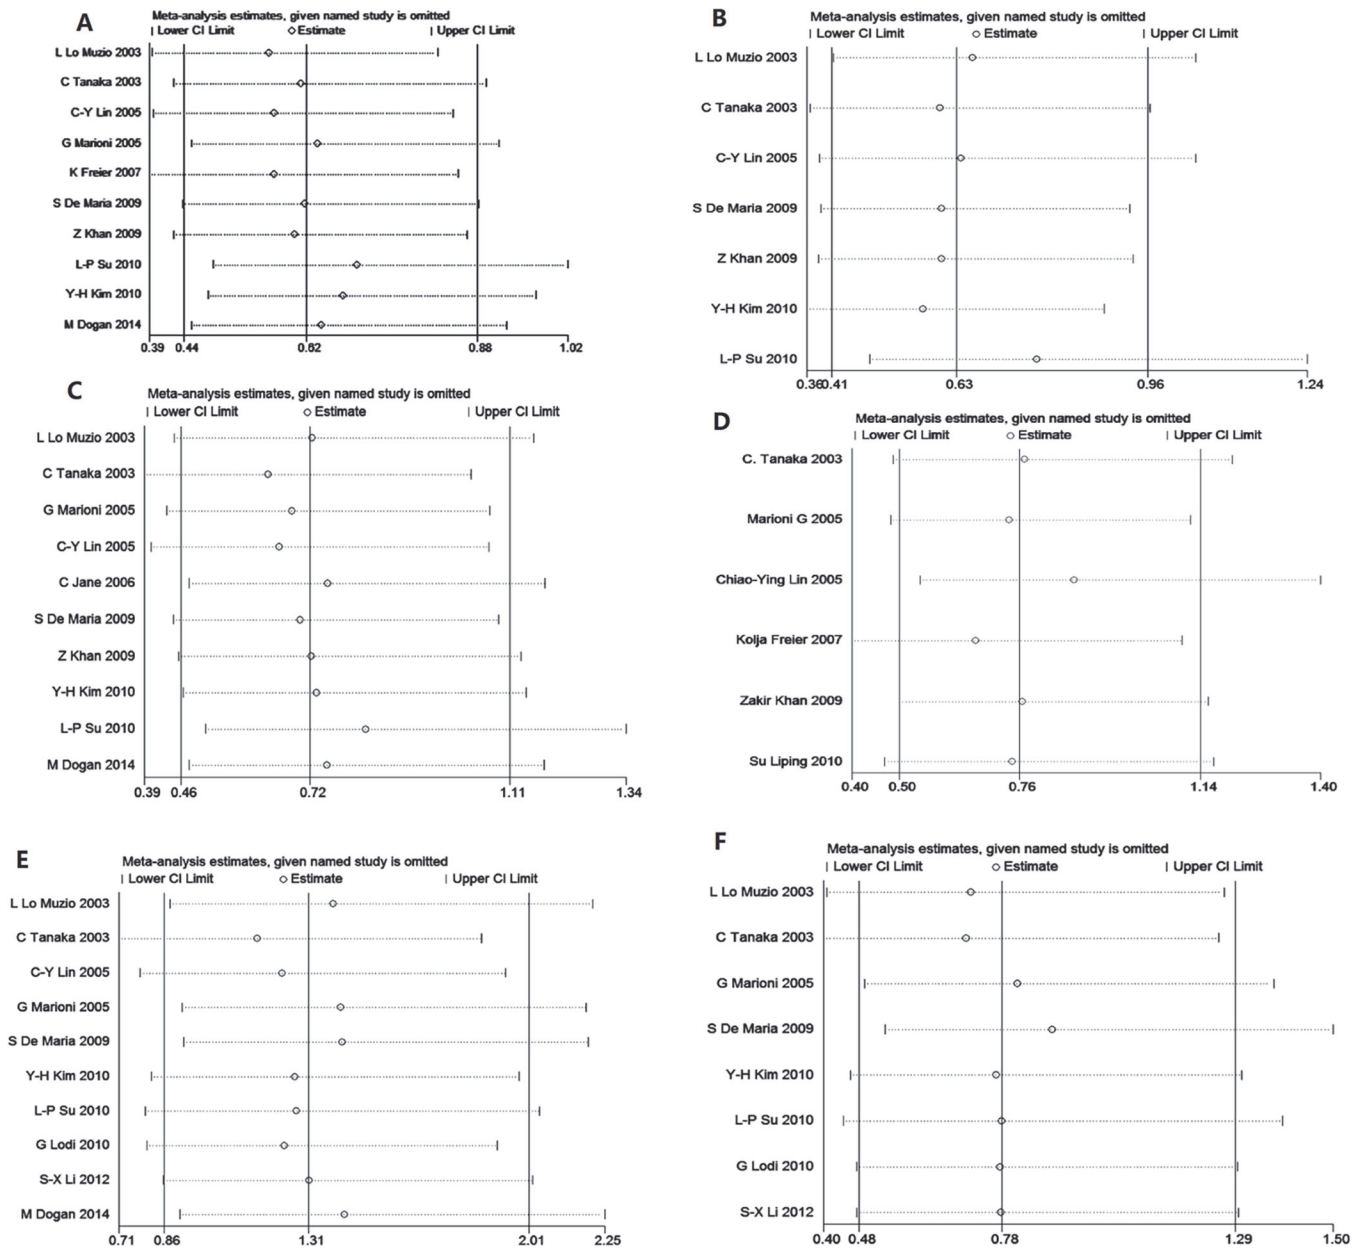 A
Meta-analysis estimates, given named study is omitted
| Lower CI Limit ◇ Estimate | Upper CI Limit
L Lo Muzio 2003
C Tanaka 2003
C-Y Lin 2005
G Marioni 2005
K Freier 2007
S De Maria 2009
Z Khan 2009
L-P Su 2010
Y-H Kim 2010
M Dogan 2014
0.39 0.44 0.62 0.88 1.02
B
Meta-analysis estimates, given named study is omitted
| Lower CI Limit ○ Estimate | Upper CI Limit
L Lo Muzio 2003
C Tanaka 2003
C-Y Lin 2005
S De Maria 2009
Z Khan 2009
Y-H Kim 2010
L-P Su 2010
0.36 0.41 0.63 0.96 1.24
C
Meta-analysis estimates, given named study is omitted
| Lower CI Limit ○ Estimate | Upper CI Limit
L Lo Muzio 2003
C Tanaka 2003
G Marioni 2005
C-Y Lin 2005
C Jane 2006
S De Maria 2009
Z Khan 2009
Y-H Kim 2010
L-P Su 2010
M Dogan 2014
0.39 0.46 0.72 1.11 1.34
D
Meta-analysis estimates, given named study is omitted
| Lower CI Limit ○ Estimate | Upper CI Limit
C. Tanaka 2003
Marioni G 2005
Chiao-Ying Lin 2005
Kolja Freier 2007
Zakir Khan 2009
Su Liping 2010
0.40 0.50 0.76 1.14 1.40
E
Meta-analysis estimates, given named study is omitted
| Lower CI Limit ○ Estimate | Upper CI Limit
L Lo Muzio 2003
C Tanaka 2003
C-Y Lin 2005
G Marioni 2005
S De Maria 2009
Y-H Kim 2010
L-P Su 2010
G Lodi 2010
S-X Li 2012
M Dogan 2014
0.71 0.86 1.31 2.01 2.25
F
Meta-analysis estimates, given named study is omitted
| Lower CI Limit ○ Estimate | Upper CI Limit
L Lo Muzio 2003
C Tanaka 2003
G Marioni 2005
S De Maria 2009
Y-H Kim 2010
L-P Su 2010
G Lodi 2010
S-X Li 2012
0.40 0.48 0.78 1.29 1.50